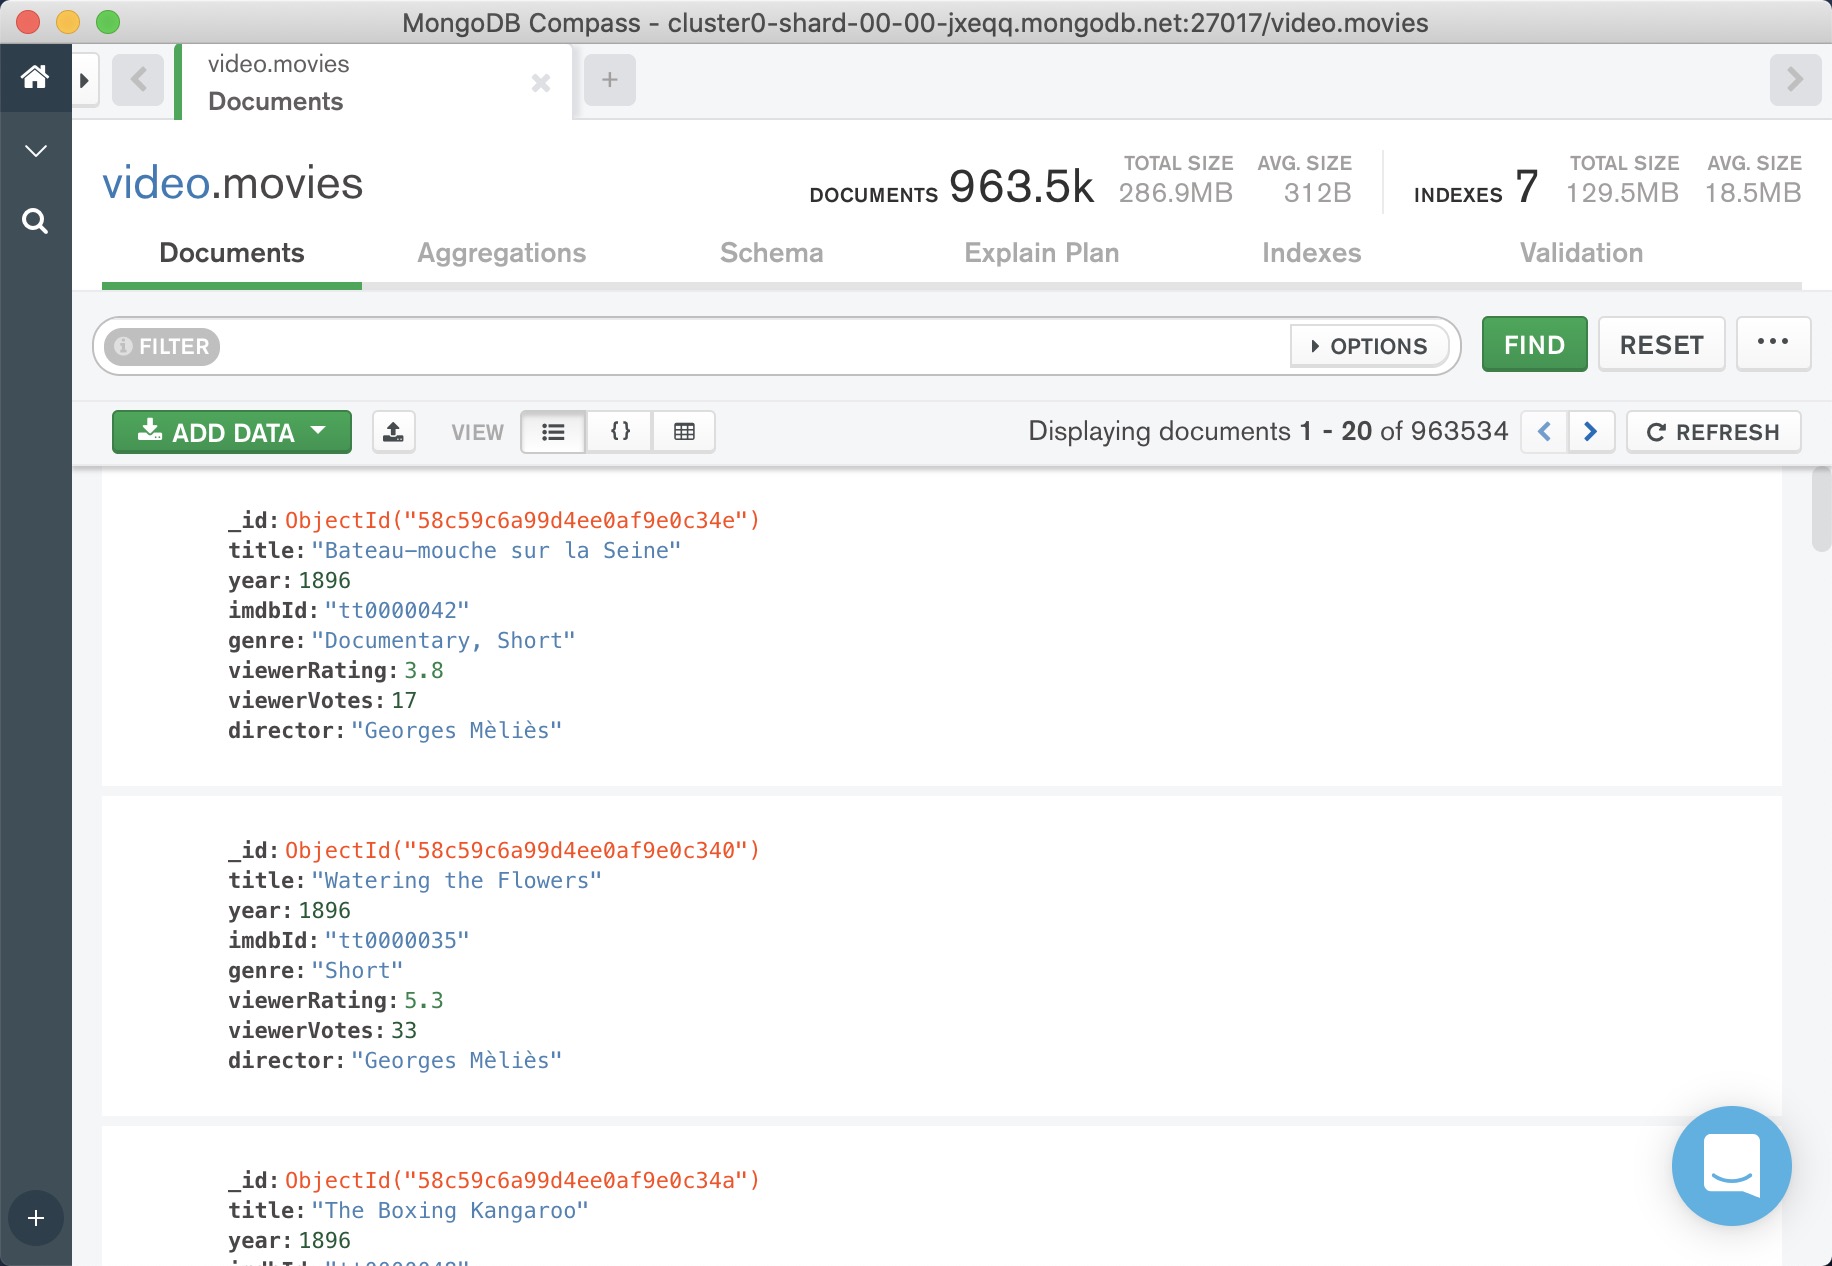 MongoDB Compass - cluster0-shard-00-00-jxeqq.mongodb.net:27017/video.movies
video.movies
Documents
video.movies
DOCUMENTS 963.5k TOTAL SIZE 286.9MB AVG. SIZE 312B
INDEXES 7 TOTAL SIZE 129.5MB AVG. SIZE 18.5MB
Documents Aggregations Schema Explain Plan Indexes Validation
FILTER OPTIONS FIND RESET ...
ADD DATA VIEW {} Displaying documents 1 - 20 of 963534 REFRESH
_id: ObjectId("58c59c6a99d4ee0af9e0c34e")
title: "Bateau-mouche sur la Seine"
year: 1896
imdbId: "tt0000042"
genre: "Documentary, Short"
viewerRating: 3.8
viewerVotes: 17
director: "Georges Mèliès"
_id: ObjectId("58c59c6a99d4ee0af9e0c340")
title: "Watering the Flowers"
year: 1896
imdbId: "tt0000035"
genre: "Short"
viewerRating: 5.3
viewerVotes: 33
director: "Georges Mèliès"
_id: ObjectId("58c59c6a99d4ee0af9e0c34a")
title: "The Boxing Kangaroo"
year: 1896